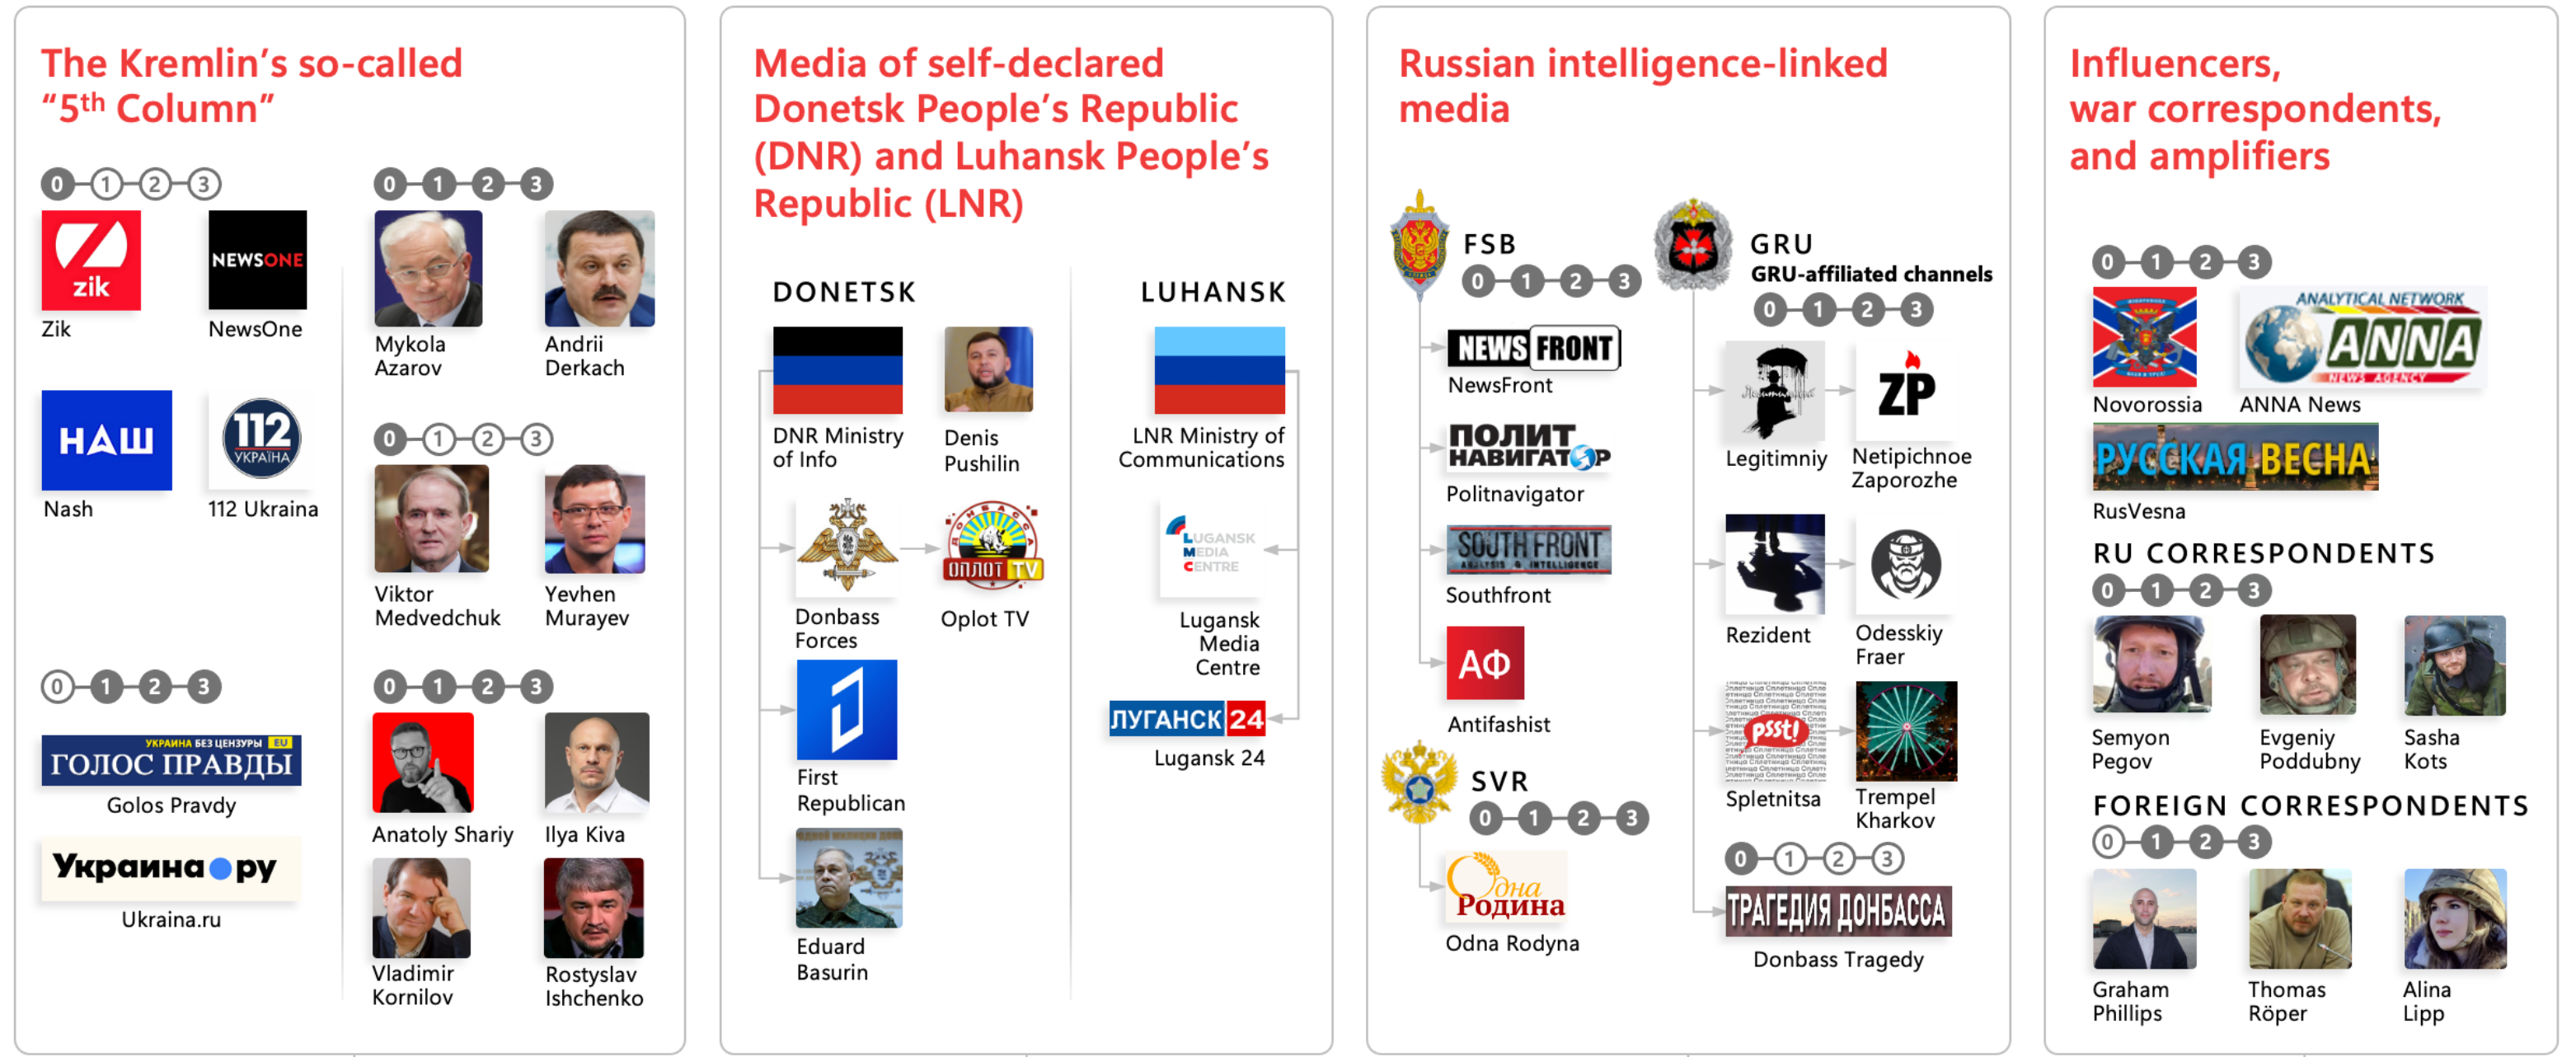 The Kremlin's so-called
“5th Column”
0 1 2 3
zik
Zik
NEWSONE
NewsOne
НАШ
Nash
112
УКРАЇНА
112 Ukraina
0 1 2 3
УКРАИНА БЕЗ ЦЕНЗУРЫ EU
ГОЛОС ПРАВДЫ
Golos Pravdy
Украина ру
Ukraina.ru
0 1 2 3
Mykola
Azarov
Andrii
Derkach
0 1 2 3
Viktor
Medvedchuk
Yevhen
Murayev
0 1 2 3
Anatoly Shariy
Ilya Kiva
Vladimir
Kornilov
Rostyslav
Ishchenko
Media of self-declared
Donetsk People's Republic
(DNR) and Luhansk People's
Republic (LNR)
DONETSK
DNR Ministry
of Info
Denis
Pushilin
Donbass
Forces
ДОНБАССА
ОПЛОТ TV
Oplot TV
First
Republican
Eduard
Basurin
LUHANSK
LNR Ministry of
Communications
LUGANSK
MEDIA
CENTRE
Lugansk
Media
Centre
ЛУГАНСК 24
Lugansk 24
Russian intelligence-linked
media
FSB
0 1 2 3
NEWS FRONT
NewsFront
ПОЛИТ
НАВИГАТОР
Politnavigator
SOUTH FRONT
ANALYSIS & INTELLIGENCE
Southfront
АФ
Antifashist
SVR
0 1 2 3
Одна
Родина
Odna Rodyna
GRU
GRU-affiliated channels
0 1 2 3
Легитимный
Legitimniy
ZP
Netipichnoe
Zaporozhe
Rezident
Odesskiy
Fraer
psst!
Spletnitsa
Trempel
Kharkov
0 1 2 3
ТРАГЕДИЯ ДОНБАССА
Donbass Tragedy
Influencers,
war correspondents,
and amplifiers
0 1 2 3
Novorossia
ANALYTICAL NETWORK
ANNA
NEWS AGENCY
ANNA News
РУССКАЯ ВЕСНА
RusVesna
RU CORRESPONDENTS
0 1 2 3
Semyon
Pegov
Evgeniy
Poddubny
Sasha
Kots
FOREIGN CORRESPONDENTS
0 1 2 3
Graham
Phillips
Thomas
Röper
Alina
Lipp